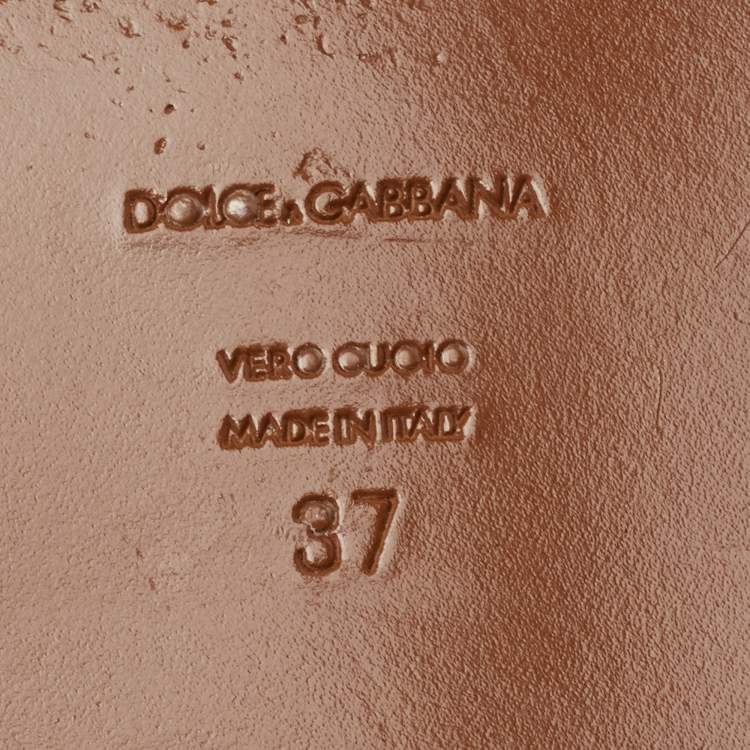 DOLCE & GABBANA
VERO CUOIO
MADE IN ITALY
37